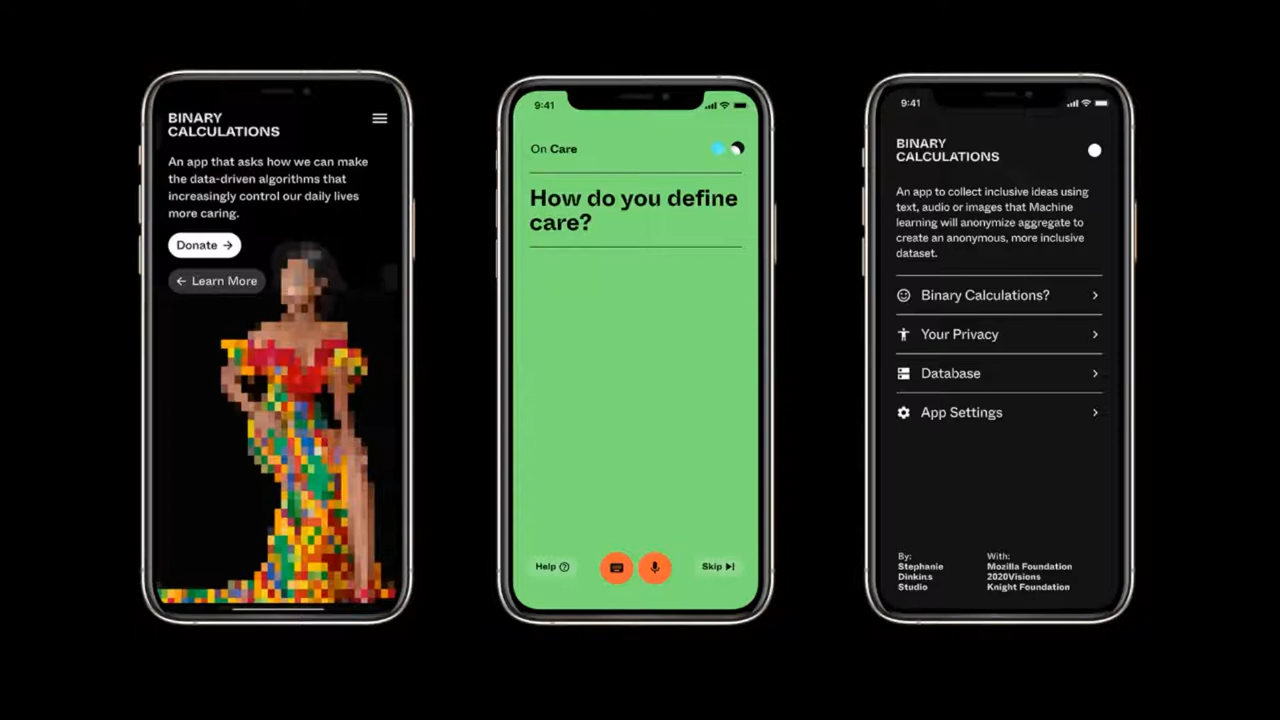 BINARY
CALCULATIONS
An app that asks how we can make
the data-driven algorithms that
increasingly control our daily lives
more caring.
Donate →
← Learn More
9:41
On Care
How do you define
care?
Help
Skip
9:41
BINARY
CALCULATIONS
An app to collect inclusive ideas using
text, audio or images that Machine
learning will anonymize aggregate to
create an anonymous, more inclusive
dataset.
Binary Calculations?
Your Privacy
Database
App Settings
By:
Stephanie
Dinkins
Studio
With:
Mozilla Foundation
2020Visions
Knight Foundation